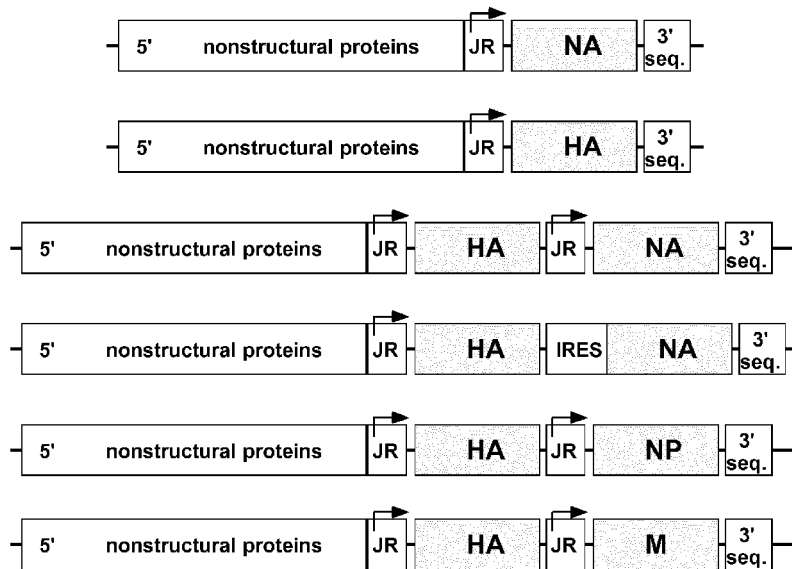 5' nonstructural proteins JR NA 3' seq.
5' nonstructural proteins JR HA 3' seq.
5' nonstructural proteins JR HA JR NA 3' seq.
5' nonstructural proteins JR HA IRES NA 3' seq.
5' nonstructural proteins JR HA JR NP 3' seq.
5' nonstructural proteins JR HA JR M 3' seq.